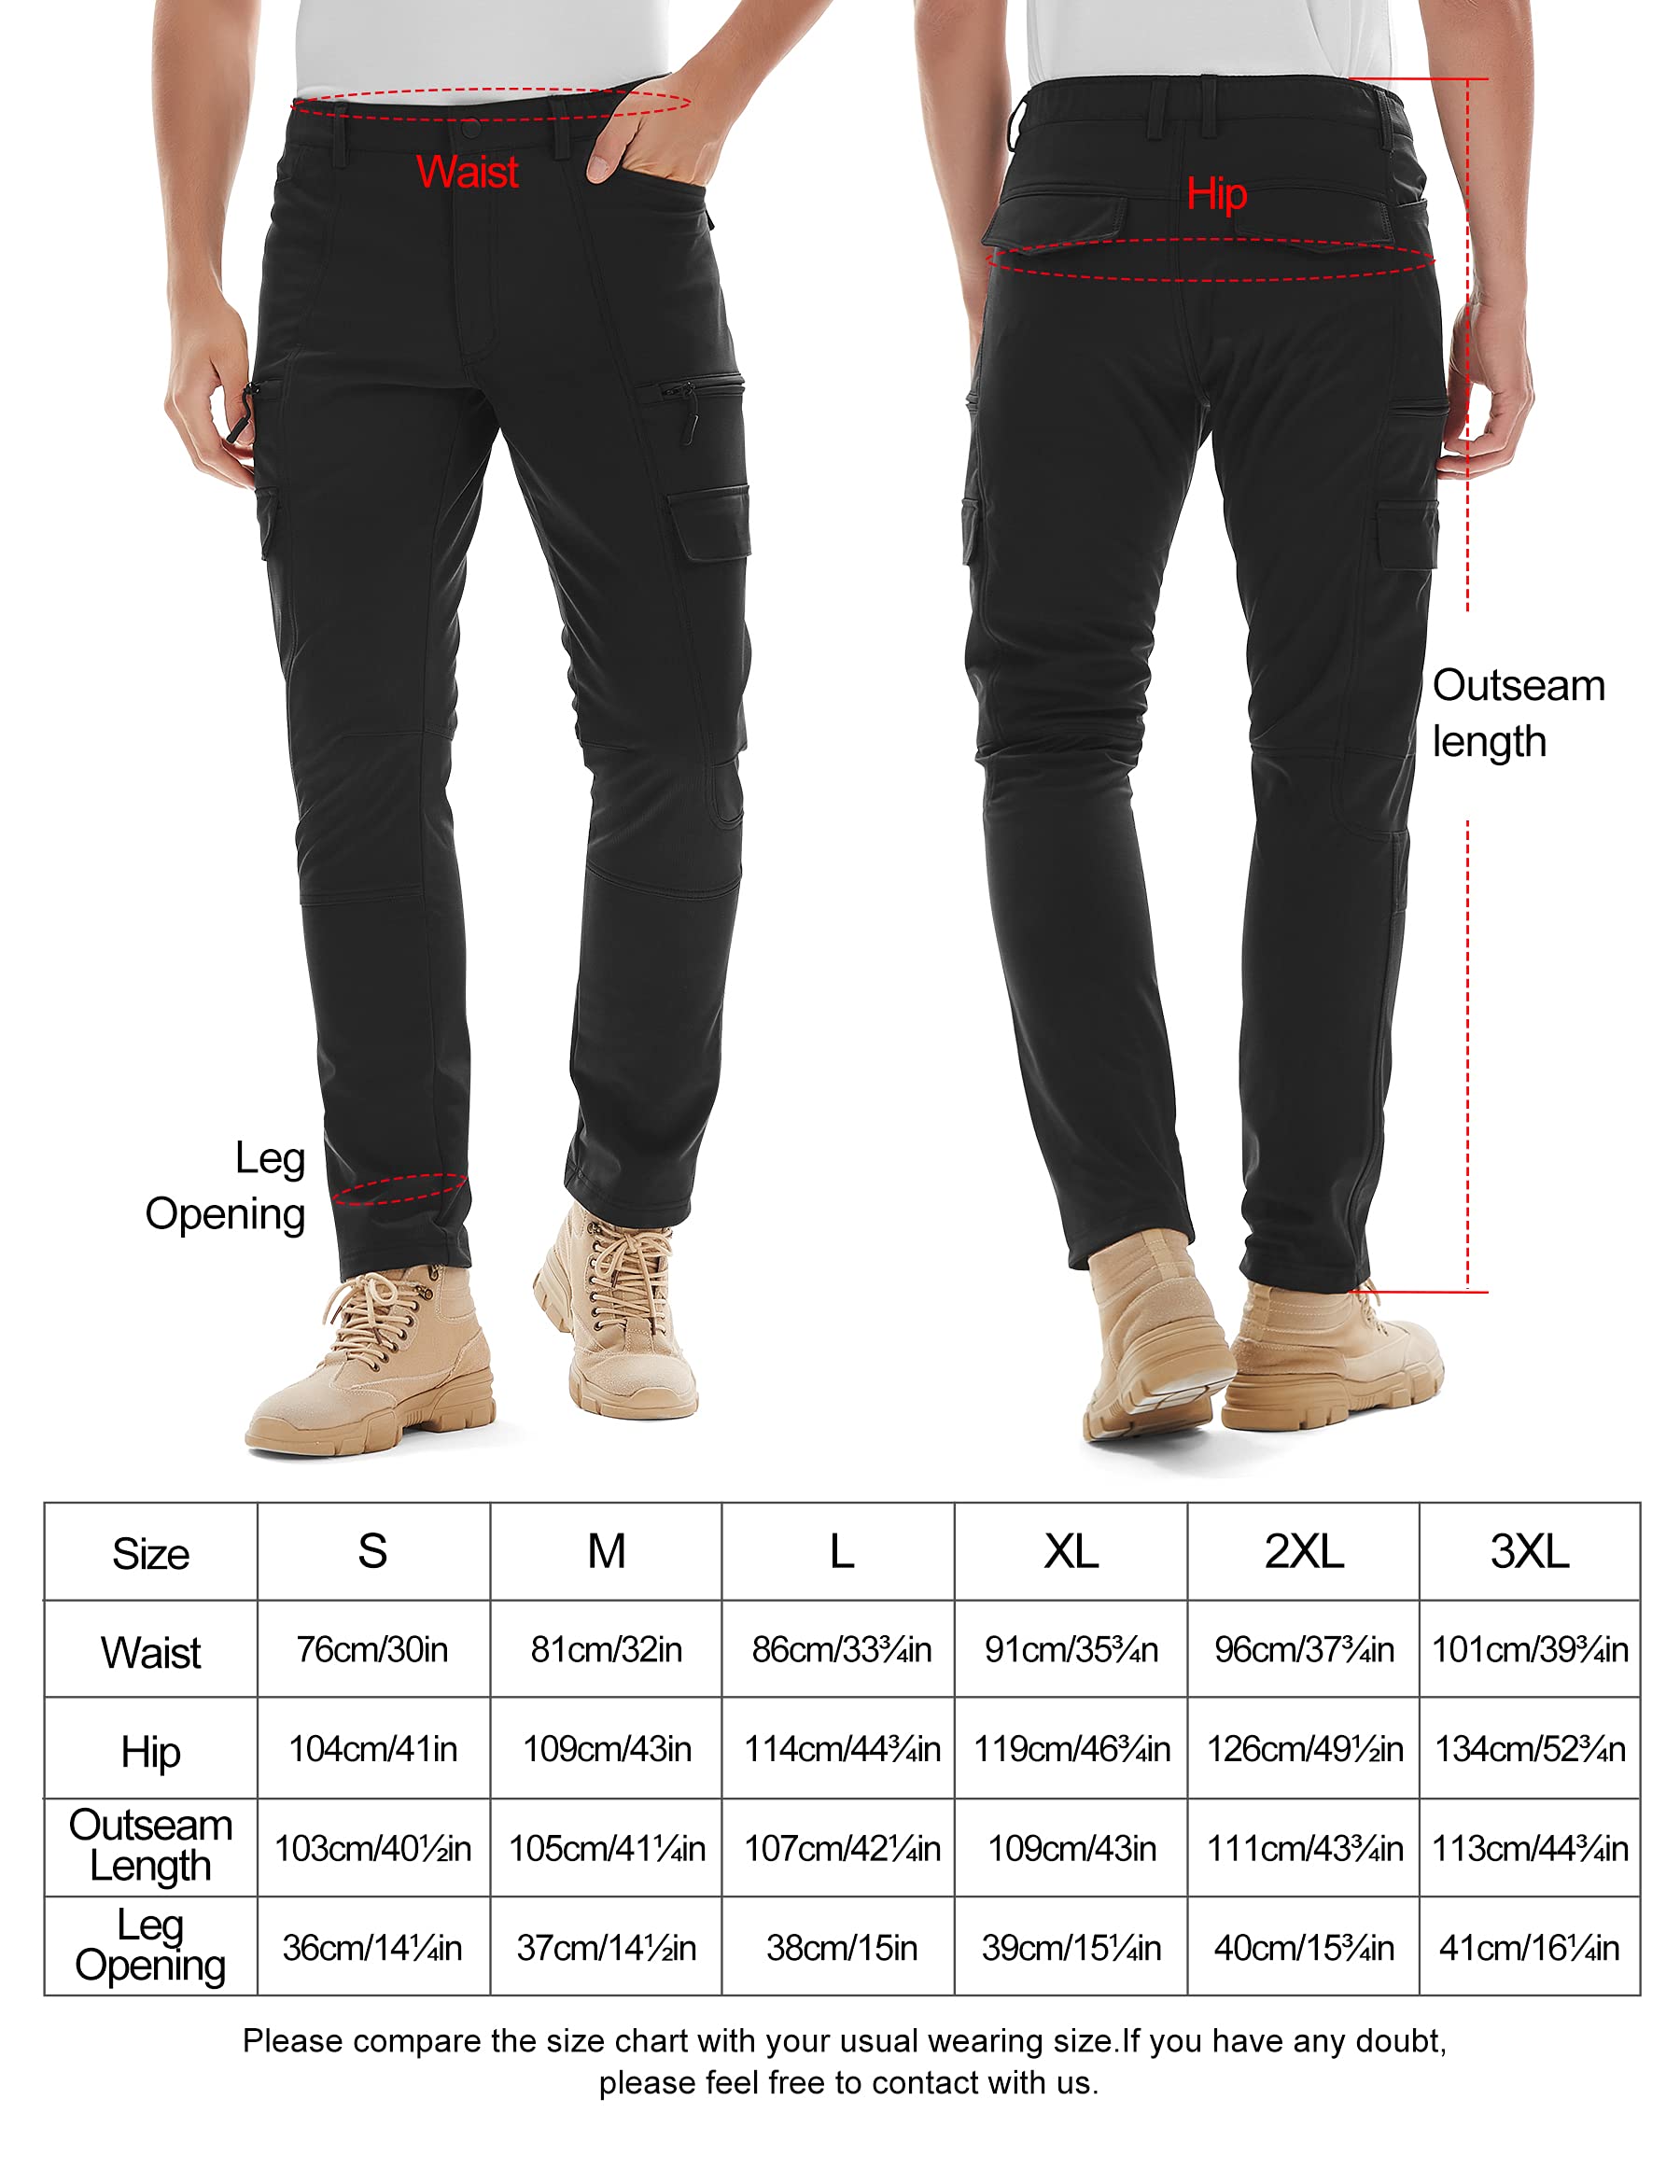 Waist
Hip
Outseam
length
Leg
Opening
Size S M L XL 2XL 3XL
Waist 76cm/30in 81cm/32in 86cm/33¾in 91cm/35¾n 96cm/37¾in 101cm/39¾in
Hip 104cm/41in 109cm/43in 114cm/44¾in 119cm/46¾in 126cm/49½in 134cm/52¾n
Outseam
Length 103cm/40½in 105cm/41¼in 107cm/42¼in 109cm/43in 111cm/43¾in 113cm/44¾in
Leg
Opening 36cm/14¼in 37cm/14½in 38cm/15in 39cm/15¼in 40cm/15¾in 41cm/16¼in
Please compare the size chart with your usual wearing size.If you have any doubt,
please feel free to contact with us.